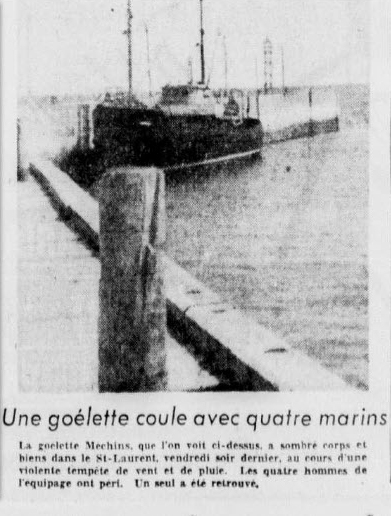 Une goélette coule avec quatre marins
La goélette Méchins, que l'on voit ci-dessus, a sombré corps et
biens dans le St-Laurent, vendredi soir dernier, au cours d'une
violente tempête de vent et de pluie. Les quatre hommes de
l'équipage ont péri. Un seul a été retrouvé.